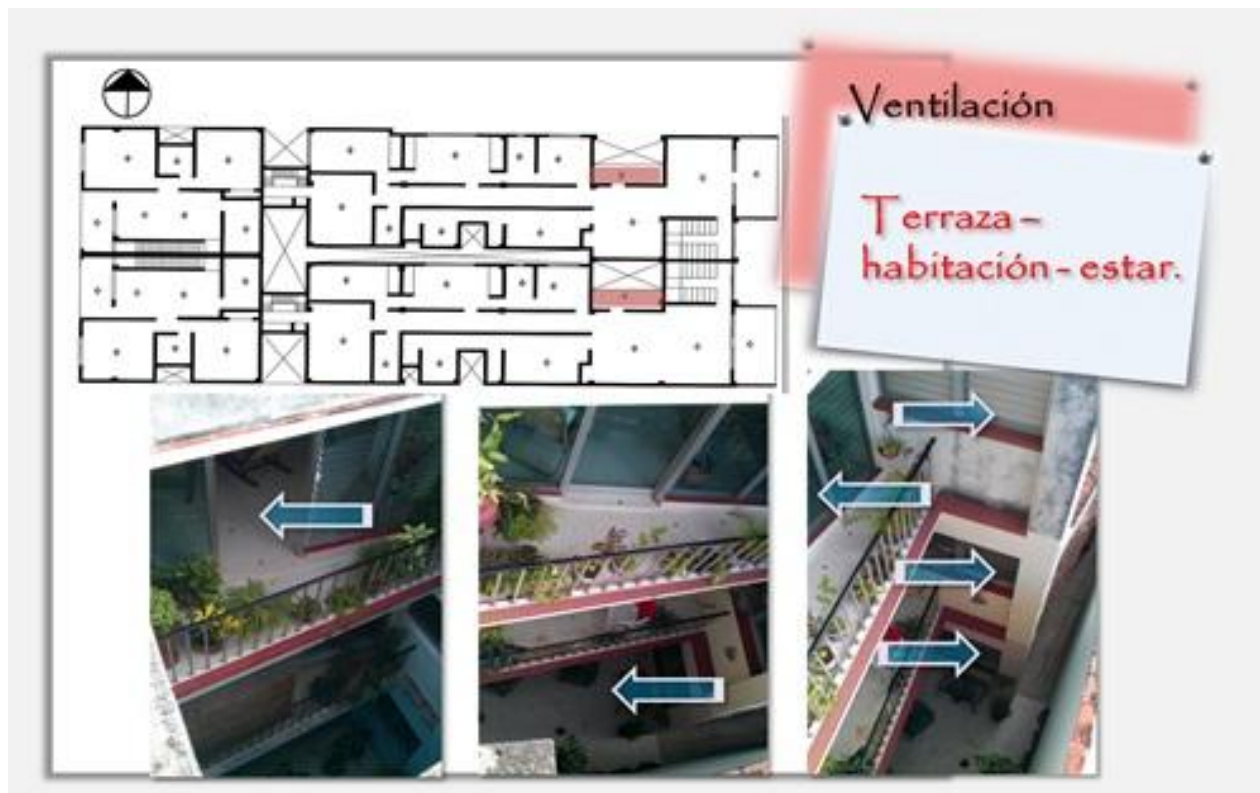 Ventilación
Terraza –
habitación - estar.